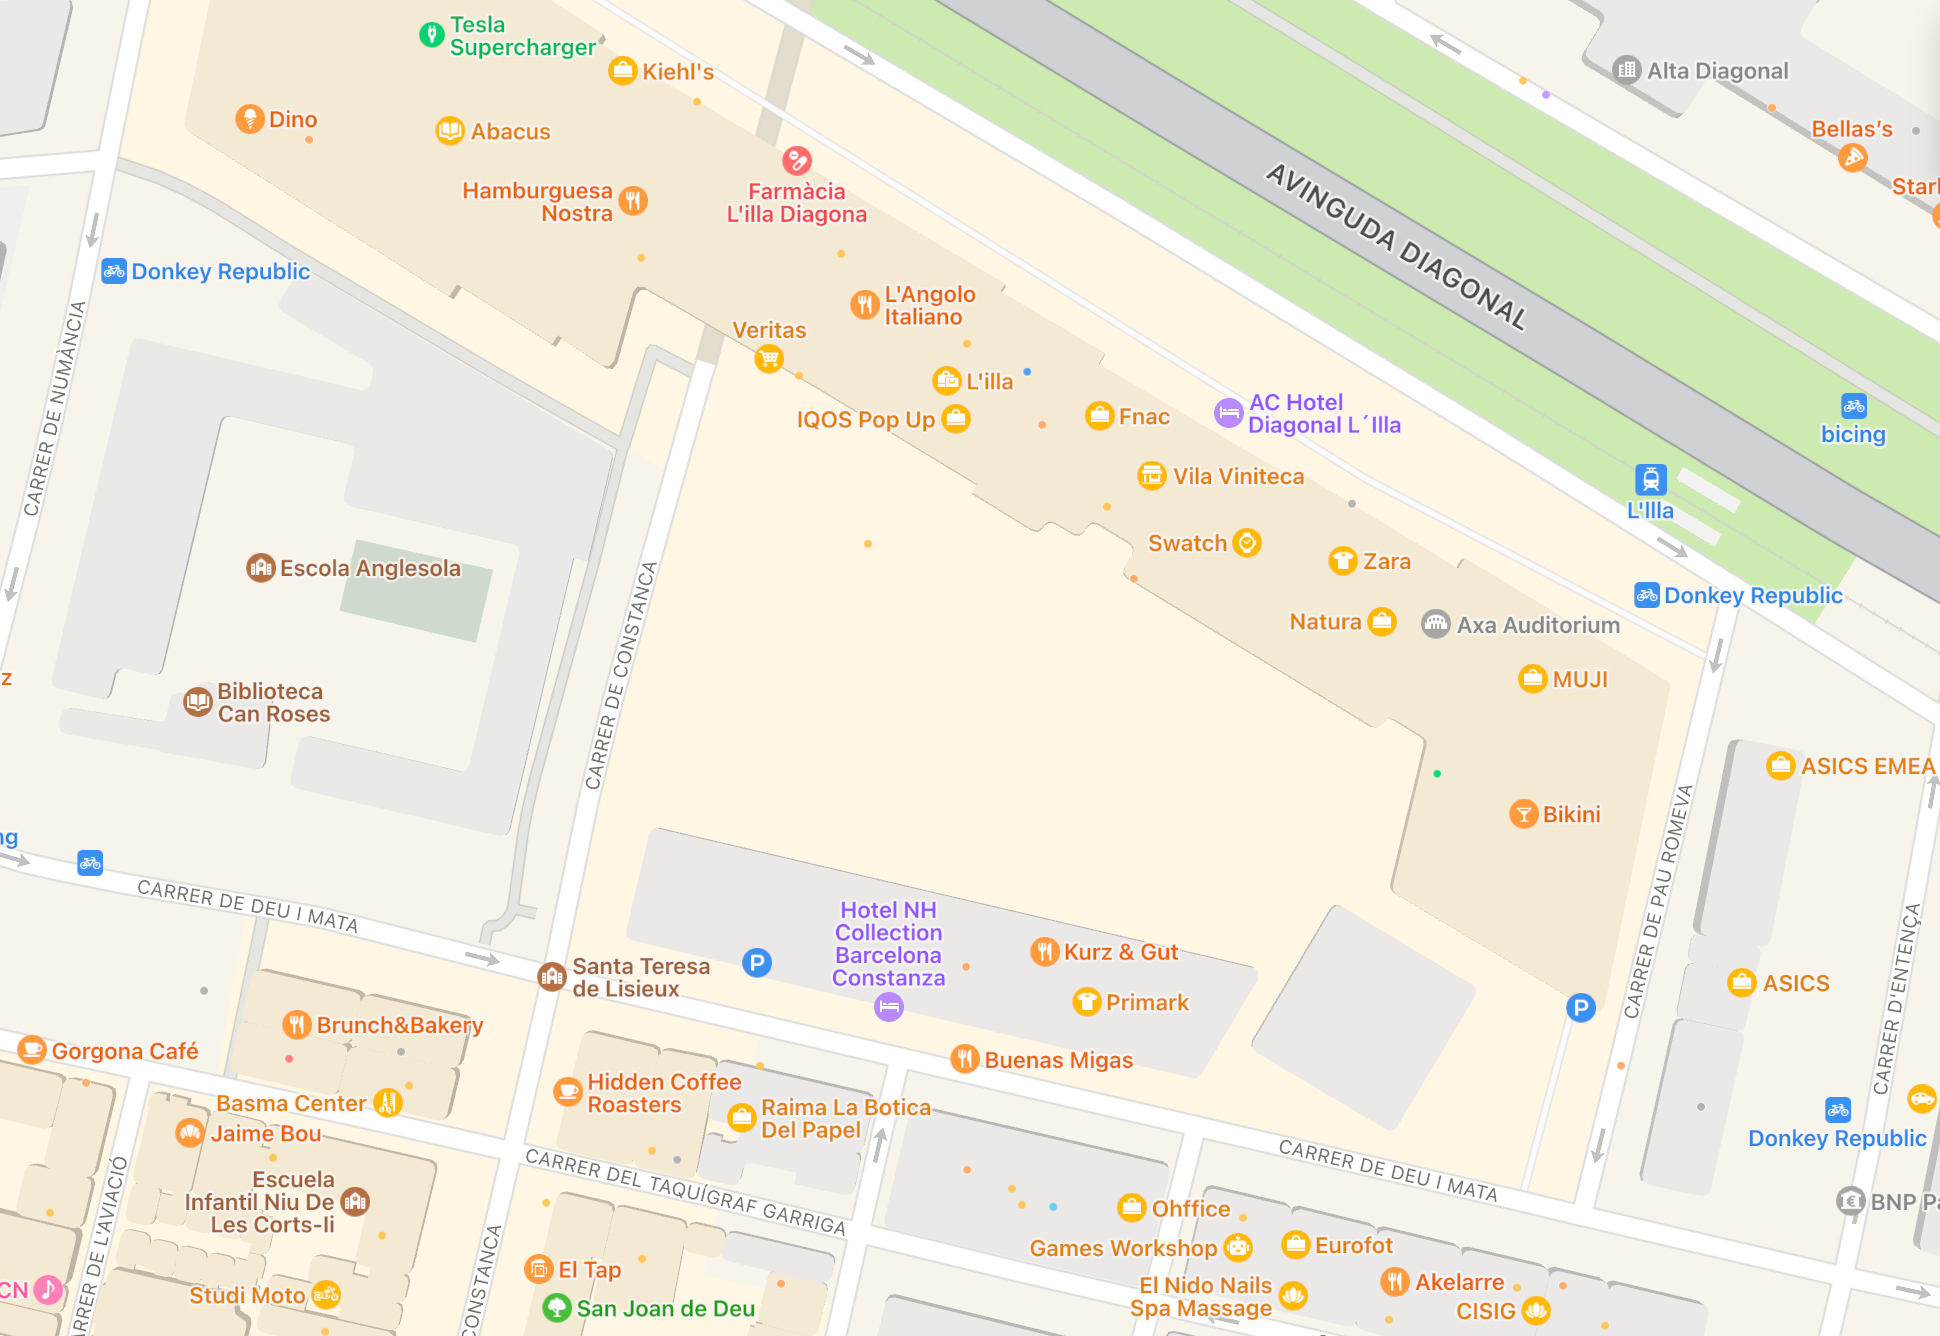 Tesla
Supercharger
Kiehl's
Alta Diagonal
Dino
Abacus
Bellas’s
Farmàcia
L'illa Diagona
Hamburguesa
Nostra
AVINGUDA DIAGONAL
Donkey Republic
L'Angolo
Italiano
Veritas
L'illa
IQOS Pop Up
Fnac
AC Hotel
Diagonal L´Illa
bicing
CARRER DE NUMÀNCIA
Vila Viniteca
L'Illa
Swatch
Zara
Escola Anglesola
Donkey Republic
Natura
Axa Auditorium
CARRER DE CONSTANCA
MUJI
z
Biblioteca
Can Roses
ASICS EMEA
Bikini
ng
CARRER DE PAU ROMEVA
CARRER DE DEU I MATA
Hotel NH
Collection
Barcelona
Constanza
Kurz & Gut
Santa Teresa
de Lisieux
Primark
ASICS
CARRER D'ENTENÇA
Brunch&Bakery
Gorgona Café
Buenas Migas
Hidden Coffee
Roasters
Basma Center
Raima La Botica
Del Papel
Jaime Bou
Donkey Republic
CARRER DEL TAQUÍGRAF GARRIGA
CARRER DE DEU I MATA
Escuela
Infantil Niu De
Les Corts-li
CARRER DE L'AVIACIÓ
Ohffice
BNP
Games Workshop
Eurofot
CONSTANCA
El Tap
CN
Studi Moto
San Joan de Deu
El Nido Nails
Spa Massage
Akelarre
CISIG